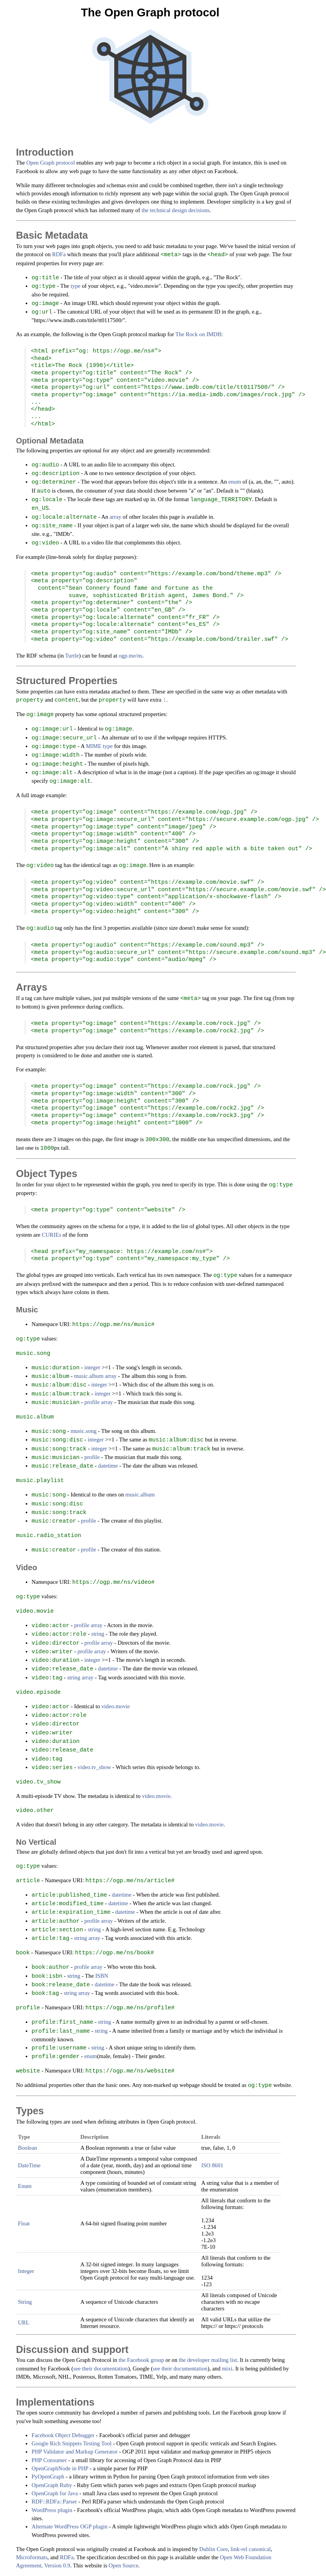 The Open Graph protocol
Introduction
The Open Graph protocol enables any web page to become a rich object in a social graph. For instance, this is used on
Facebook to allow any web page to have the same functionality as any other object on Facebook.
While many different technologies and schemas exist and could be combined together, there isn't a single technology
which provides enough information to richly represent any web page within the social graph. The Open Graph protocol
builds on these existing technologies and gives developers one thing to implement. Developer simplicity is a key goal of
the Open Graph protocol which has informed many of the technical design decisions.
Basic Metadata
To turn your web pages into graph objects, you need to add basic metadata to your page. We've based the initial version of
the protocol on RDFa which means that you'll place additional <meta> tags in the <head> of your web page. The four
required properties for every page are:
og:title - The title of your object as it should appear within the graph, e.g., "The Rock".
og:type - The type of your object, e.g., "video.movie". Depending on the type you specify, other properties may
also be required.
og:image - An image URL which should represent your object within the graph.
og:url - The canonical URL of your object that will be used as its permanent ID in the graph, e.g.,
"https://www.imdb.com/title/tt0117500/".
As an example, the following is the Open Graph protocol markup for The Rock on IMDB:
<html prefix="og: https://ogp.me/ns#">
<head>
<title>The Rock (1996)</title>
<meta property="og:title" content="The Rock" />
<meta property="og:type" content="video.movie" />
<meta property="og:url" content="https://www.imdb.com/title/tt0117500/" />
<meta property="og:image" content="https://ia.media-imdb.com/images/rock.jpg" />
...
</head>
...
</html>
Optional Metadata
The following properties are optional for any object and are generally recommended:
og:audio - A URL to an audio file to accompany this object.
og:description - A one to two sentence description of your object.
og:determiner - The word that appears before this object's title in a sentence. An enum of (a, an, the, "", auto).
If auto is chosen, the consumer of your data should chose between "a" or "an". Default is "" (blank).
og:locale - The locale these tags are marked up in. Of the format language_TERRITORY. Default is
en_US.
og:locale:alternate - An array of other locales this page is available in.
og:site_name - If your object is part of a larger web site, the name which should be displayed for the overall
site. e.g., "IMDb".
og:video - A URL to a video file that complements this object.
For example (line-break solely for display purposes):
<meta property="og:audio" content="https://example.com/bond/theme.mp3" />
<meta property="og:description"
content="Sean Connery found fame and fortune as the
suave, sophisticated British agent, James Bond." />
<meta property="og:determiner" content="the" />
<meta property="og:locale" content="en_GB" />
<meta property="og:locale:alternate" content="fr_FR" />
<meta property="og:locale:alternate" content="es_ES" />
<meta property="og:site_name" content="IMDb" />
<meta property="og:video" content="https://example.com/bond/trailer.swf" />
The RDF schema (in Turtle) can be found at ogp.me/ns.
Structured Properties
Some properties can have extra metadata attached to them. These are specified in the same way as other metadata with
property and content, but the property will have extra :.
The og:image property has some optional structured properties:
og:image:url - Identical to og:image.
og:image:secure_url - An alternate url to use if the webpage requires HTTPS.
og:image:type - A MIME type for this image.
og:image:width - The number of pixels wide.
og:image:height - The number of pixels high.
og:image:alt - A description of what is in the image (not a caption). If the page specifies an og:image it should
specify og:image:alt.
A full image example:
<meta property="og:image" content="https://example.com/ogp.jpg" />
<meta property="og:image:secure_url" content="https://secure.example.com/ogp.jpg" />
<meta property="og:image:type" content="image/jpeg" />
<meta property="og:image:width" content="400" />
<meta property="og:image:height" content="300" />
<meta property="og:image:alt" content="A shiny red apple with a bite taken out" />
The og:video tag has the identical tags as og:image. Here is an example:
<meta property="og:video" content="https://example.com/movie.swf" />
<meta property="og:video:secure_url" content="https://secure.example.com/movie.swf" />
<meta property="og:video:type" content="application/x-shockwave-flash" />
<meta property="og:video:width" content="400" />
<meta property="og:video:height" content="300" />
The og:audio tag only has the first 3 properties available (since size doesn't make sense for sound):
<meta property="og:audio" content="https://example.com/sound.mp3" />
<meta property="og:audio:secure_url" content="https://secure.example.com/sound.mp3" />
<meta property="og:audio:type" content="audio/mpeg" />
Arrays
If a tag can have multiple values, just put multiple versions of the same <meta> tag on your page. The first tag (from top
to bottom) is given preference during conflicts.
<meta property="og:image" content="https://example.com/rock.jpg" />
<meta property="og:image" content="https://example.com/rock2.jpg" />
Put structured properties after you declare their root tag. Whenever another root element is parsed, that structured
property is considered to be done and another one is started.
For example:
<meta property="og:image" content="https://example.com/rock.jpg" />
<meta property="og:image:width" content="300" />
<meta property="og:image:height" content="300" />
<meta property="og:image" content="https://example.com/rock2.jpg" />
<meta property="og:image" content="https://example.com/rock3.jpg" />
<meta property="og:image:height" content="1000" />
means there are 3 images on this page, the first image is 300x300, the middle one has unspecified dimensions, and the
last one is 1000px tall.
Object Types
In order for your object to be represented within the graph, you need to specify its type. This is done using the og:type
property:
<meta property="og:type" content="website" />
When the community agrees on the schema for a type, it is added to the list of global types. All other objects in the type
system are CURIEs of the form
<head prefix="my_namespace: https://example.com/ns#">
<meta property="og:type" content="my_namespace:my_type" />
The global types are grouped into verticals. Each vertical has its own namespace. The og:type values for a namespace
are always prefixed with the namespace and then a period. This is to reduce confusion with user-defined namespaced
types which always have colons in them.
Music
Namespace URI: https://ogp.me/ns/music#
og:type values:
music.song
music:duration - integer >=1 - The song's length in seconds.
music:album - music.album array - The album this song is from.
music:album:disc - integer >=1 - Which disc of the album this song is on.
music:album:track - integer >=1 - Which track this song is.
music:musician - profile array - The musician that made this song.
music.album
music:song - music.song - The song on this album.
music:song:disc - integer >=1 - The same as music:album:disc but in reverse.
music:song:track - integer >=1 - The same as music:album:track but in reverse.
music:musician - profile - The musician that made this song.
music:release_date - datetime - The date the album was released.
music.playlist
music:song - Identical to the ones on music.album
music:song:disc
music:song:track
music:creator - profile - The creator of this playlist.
music.radio_station
music:creator - profile - The creator of this station.
Video
Namespace URI: https://ogp.me/ns/video#
og:type values:
video.movie
video:actor - profile array - Actors in the movie.
video:actor:role - string - The role they played.
video:director - profile array - Directors of the movie.
video:writer - profile array - Writers of the movie.
video:duration - integer >=1 - The movie's length in seconds.
video:release_date - datetime - The date the movie was released.
video:tag - string array - Tag words associated with this movie.
video.episode
video:actor - Identical to video.movie
video:actor:role
video:director
video:writer
video:duration
video:release_date
video:tag
video:series - video.tv_show - Which series this episode belongs to.
video.tv_show
A multi-episode TV show. The metadata is identical to video.movie.
video.other
A video that doesn't belong in any other category. The metadata is identical to video.movie.
No Vertical
These are globally defined objects that just don't fit into a vertical but yet are broadly used and agreed upon.
og:type values:
article - Namespace URI: https://ogp.me/ns/article#
article:published_time - datetime - When the article was first published.
article:modified_time - datetime - When the article was last changed.
article:expiration_time - datetime - When the article is out of date after.
article:author - profile array - Writers of the article.
article:section - string - A high-level section name. E.g. Technology
article:tag - string array - Tag words associated with this article.
book - Namespace URI: https://ogp.me/ns/book#
book:author - profile array - Who wrote this book.
book:isbn - string - The ISBN
book:release_date - datetime - The date the book was released.
book:tag - string array - Tag words associated with this book.
profile - Namespace URI: https://ogp.me/ns/profile#
profile:first_name - string - A name normally given to an individual by a parent or self-chosen.
profile:last_name - string - A name inherited from a family or marriage and by which the individual is
commonly known.
profile:username - string - A short unique string to identify them.
profile:gender - enum(male, female) - Their gender.
website - Namespace URI: https://ogp.me/ns/website#
No additional properties other than the basic ones. Any non-marked up webpage should be treated as og:type website.
Types
The following types are used when defining attributes in Open Graph protocol.
Type Description Literals
Boolean A Boolean represents a true or false value true, false, 1, 0
DateTime A DateTime represents a temporal value composed
of a date (year, month, day) and an optional time
component (hours, minutes) ISO 8601
Enum A type consisting of bounded set of constant string
values (enumeration members). A string value that is a member of
the enumeration
Float A 64-bit signed floating point number All literals that conform to the
following formats:
1.234
-1.234
1.2e3
-1.2e3
7E-10
Integer A 32-bit signed integer. In many languages
integers over 32-bits become floats, so we limit
Open Graph protocol for easy multi-language use. All literals that conform to the
following formats:
1234
-123
String A sequence of Unicode characters All literals composed of Unicode
characters with no escape
characters
URL A sequence of Unicode characters that identify an
Internet resource. All valid URLs that utilize the
https:// or https:// protocols
Discussion and support
You can discuss the Open Graph Protocol in the Facebook group or on the developer mailing list. It is currently being
consumed by Facebook (see their documentation), Google (see their documentation), and mixi. It is being published by
IMDb, Microsoft, NHL, Posterous, Rotten Tomatoes, TIME, Yelp, and many many others.
Implementations
The open source community has developed a number of parsers and publishing tools. Let the Facebook group know if
you've built something awesome too!
Facebook Object Debugger - Facebook's official parser and debugger
Google Rich Snippets Testing Tool - Open Graph protocol support in specific verticals and Search Engines.
PHP Validator and Markup Generator - OGP 2011 input validator and markup generator in PHP5 objects
PHP Consumer - a small library for accessing of Open Graph Protocol data in PHP
OpenGraphNode in PHP - a simple parser for PHP
PyOpenGraph - a library written in Python for parsing Open Graph protocol information from web sites
OpenGraph Ruby - Ruby Gem which parses web pages and extracts Open Graph protocol markup
OpenGraph for Java - small Java class used to represent the Open Graph protocol
RDF::RDFa::Parser - Perl RDFa parser which understands the Open Graph protocol
WordPress plugin - Facebook's official WordPress plugin, which adds Open Graph metadata to WordPress powered
sites.
Alternate WordPress OGP plugin - A simple lightweight WordPress plugin which adds Open Graph metadata to
WordPress powered sites.
The Open Graph protocol was originally created at Facebook and is inspired by Dublin Core, link-rel canonical,
Microformats, and RDFa. The specification described on this page is available under the Open Web Foundation
Agreement, Version 0.9. This website is Open Source.